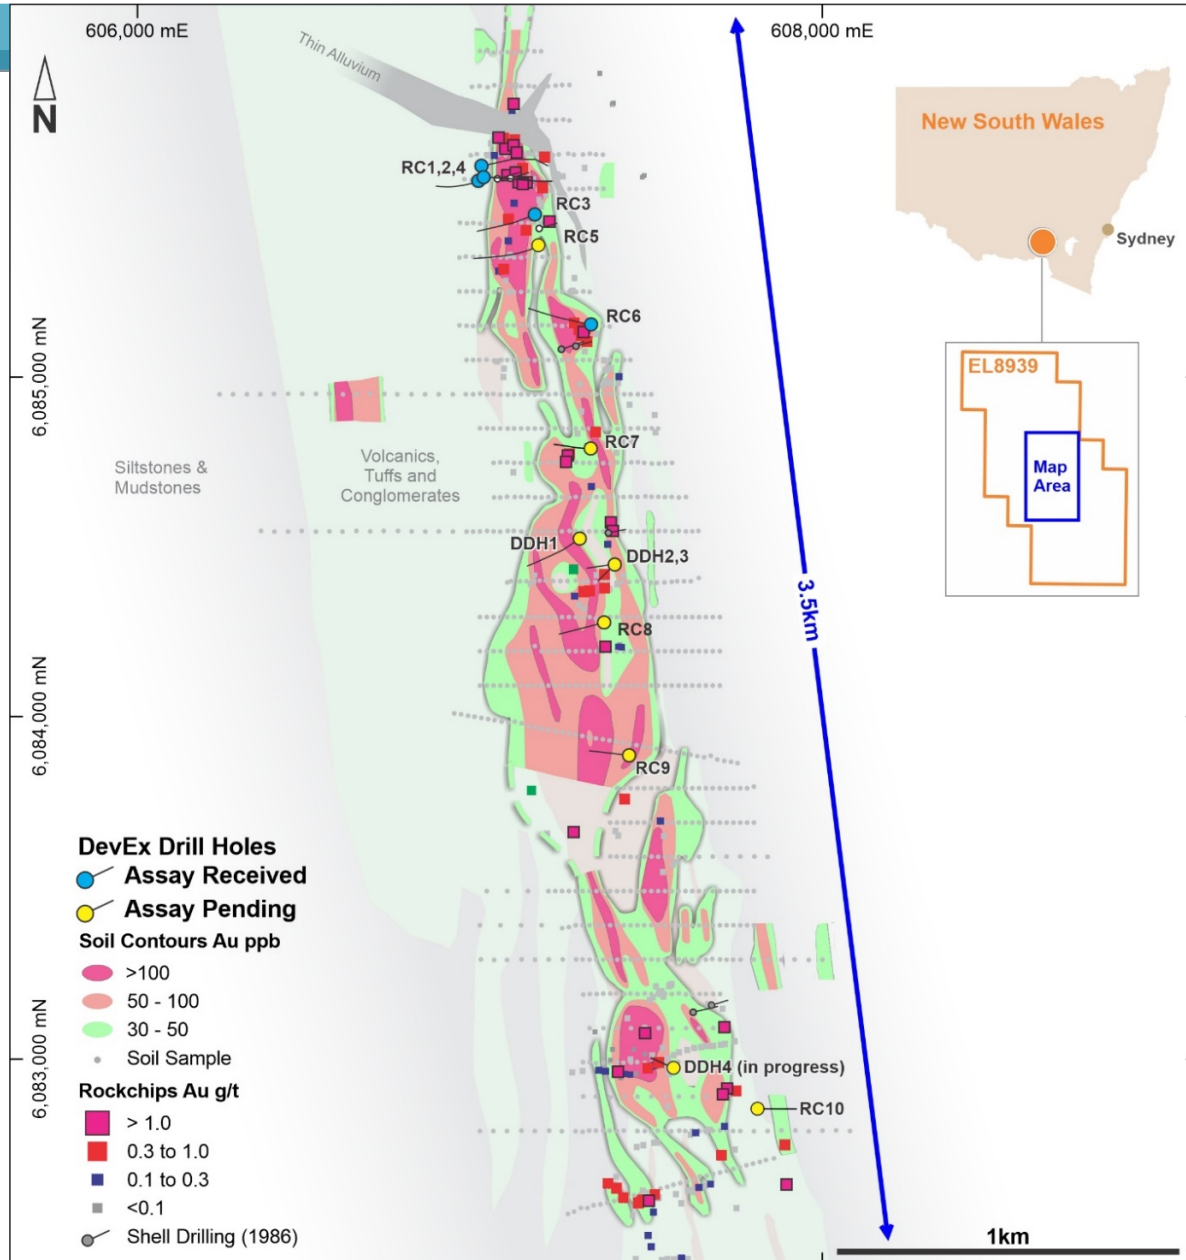 606,000 mE
608,000 mE
Thin Alluvium
N
New South Wales
Sydney
RC1,2,4
RC3
RC5
RC6
6,085,000 mN
EL8939
Map
Area
RC7
Siltstones &
Mudstones
Volcanics,
Tuffs and
Conglomerates
DDH1
DDH2,3
3.5km
RC8
6,084,000 mN
RC9
DevEx Drill Holes
Assay Received
Assay Pending
Soil Contours Au ppb
>100
50 - 100
30 - 50
Soil Sample
6,083,000 mN
DDH4 (in progress)
RC10
Rockchips Au g/t
> 1.0
0.3 to 1.0
0.1 to 0.3
<0.1
Shell Drilling (1986)
1km